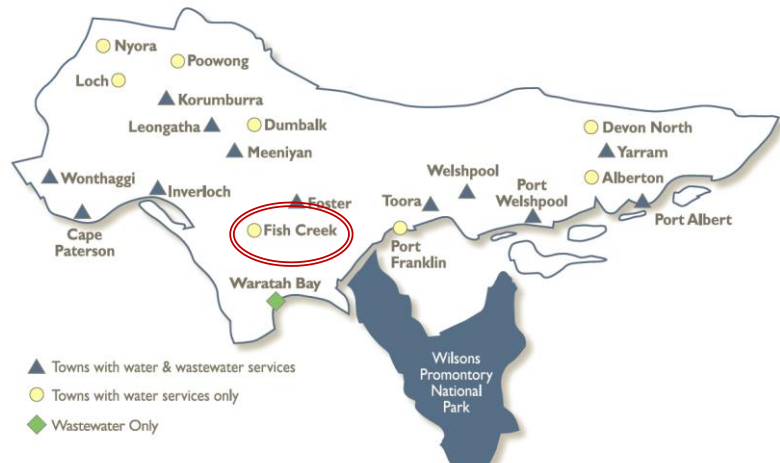 Nyora
Poowong
Loch
Korumburra
Leongatha
Dumbalk
Meeniyan
Devon North
Yarram
Wonthaggi
Inverloch
Welshpool
Alberton
Foster
Toora
Port
Welshpool
Port Albert
Cape
Paterson
Fish Creek
Port
Franklin
Waratah Bay
Wilsons
Promontory
National
Park
Towns with water & wastewater services
Towns with water services only
Wastewater Only